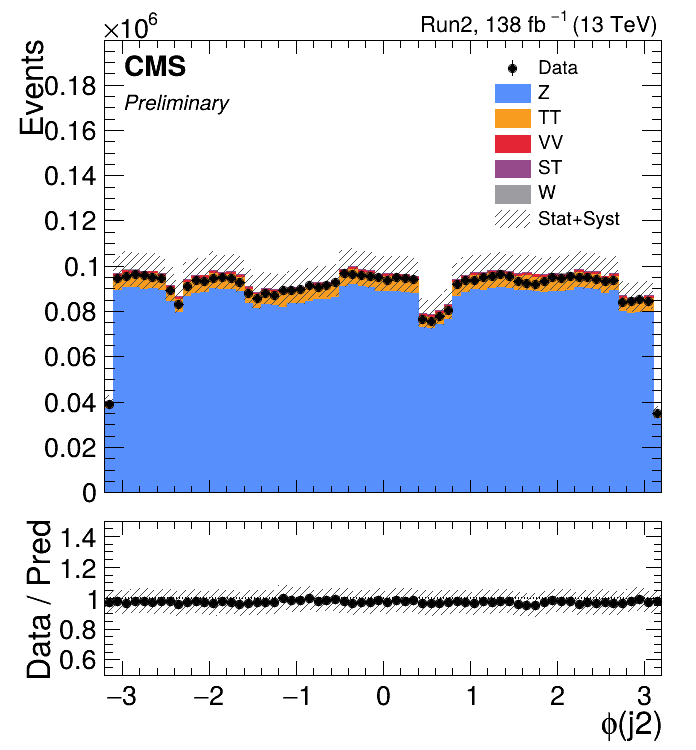 ×10⁶
Run2, 138 fb⁻¹ (13 TeV)
CMS
Preliminary
Events
Data
Z
TT
VV
ST
W
Stat+Syst
0.18
0.16
0.14
0.12
0.1
0.08
0.06
0.04
0.02
0
Data / Pred
1.4
1.2
1
0.8
0.6
−3 −2 −1 0 1 2 3
ϕ(j2)